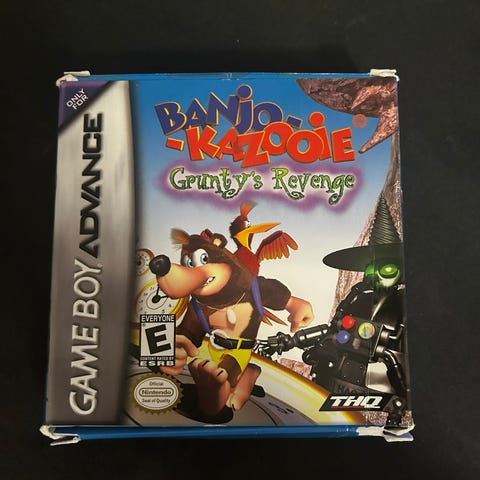 ONLY
FOR
GAME BOY ADVANCE
BANJO-
-KAZOOIE®
Grunty's Revenge
EVERYONE
E
CONTENT RATED BY
ESRB
Official
Nintendo
Seal of Quality
THQ